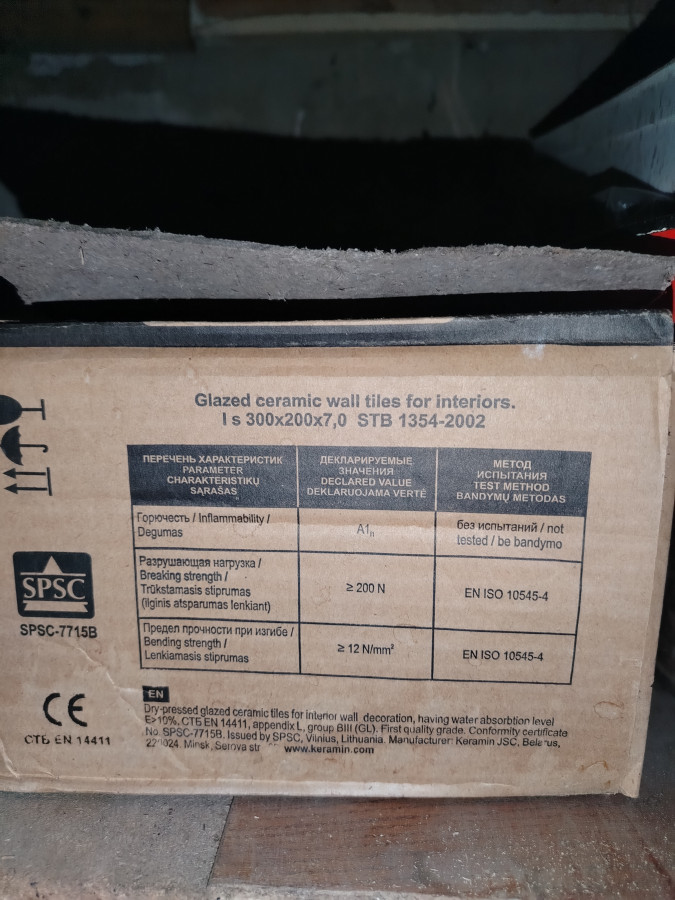 Glazed ceramic wall tiles for interiors.
I s 300x200x7,0 STB 1354-2002
ПЕРЕЧЕНЬ ХАРАКТЕРИСТИК
PARAMETER
CHARAKTERISTIKŲ
SĄRAŠAS
ДЕКЛАРИРУЕМЫЕ
ЗНАЧЕНИЯ
DECLARED VALUE
DEKLARUOJAMA VERTĖ
МЕТОД
ИСПЫТАНИЯ
TEST METHOD
BANDYMŲ METODAS
Горючесть / Inflammability /
Degumas
A1
без испытаний / not
tested / be bandymo
Разрушающая нагрузка /
Breaking strength /
Trūkstamasis stiprumas
(ilginis atsparumas lenkiant)
≥ 200 N
EN ISO 10545-4
Предел прочности при изгибе /
Bending strength /
Lenkiamasis stiprumas
≥ 12 N/mm²
EN ISO 10545-4
SPSC
SPSC-7715B
CE
СТБ EN 14411
EN
Dry-pressed glazed ceramic tiles for interior wall decoration, having water absorbtion level
E>10%, СТБ EN 14411, appendix L, group BIII (GL). First quality grade. Conformity certificate
No. SPSC-7715B. Issued by SPSC, Vilnius, Lithuania. Manufacturer: Keramin JSC, Belarus,
Minsk, Serova str www.keramin.com